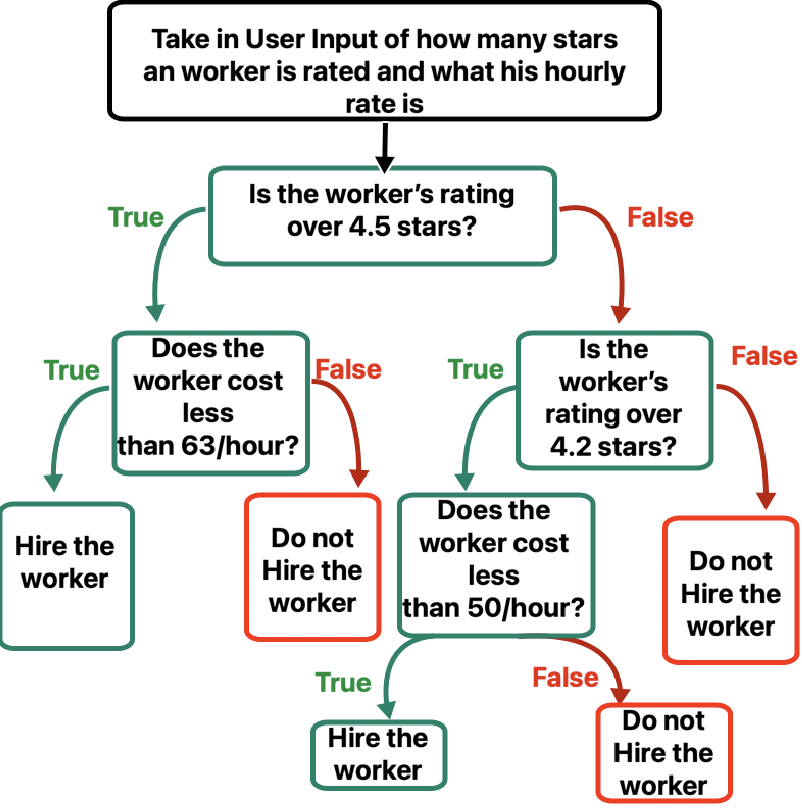 Take in User Input of how many stars
an worker is rated and what his hourly
rate is
Is the worker's rating
over 4.5 stars?
True
False
Does the
worker cost
less
than 63/hour?
Is the
worker's
rating over
4.2 stars?
True
False
True
False
Hire the
worker
Do not
Hire the
worker
Does the
worker cost
less
than 50/hour?
Do not
Hire the
worker
True
False
Hire the
worker
Do not
Hire the
worker